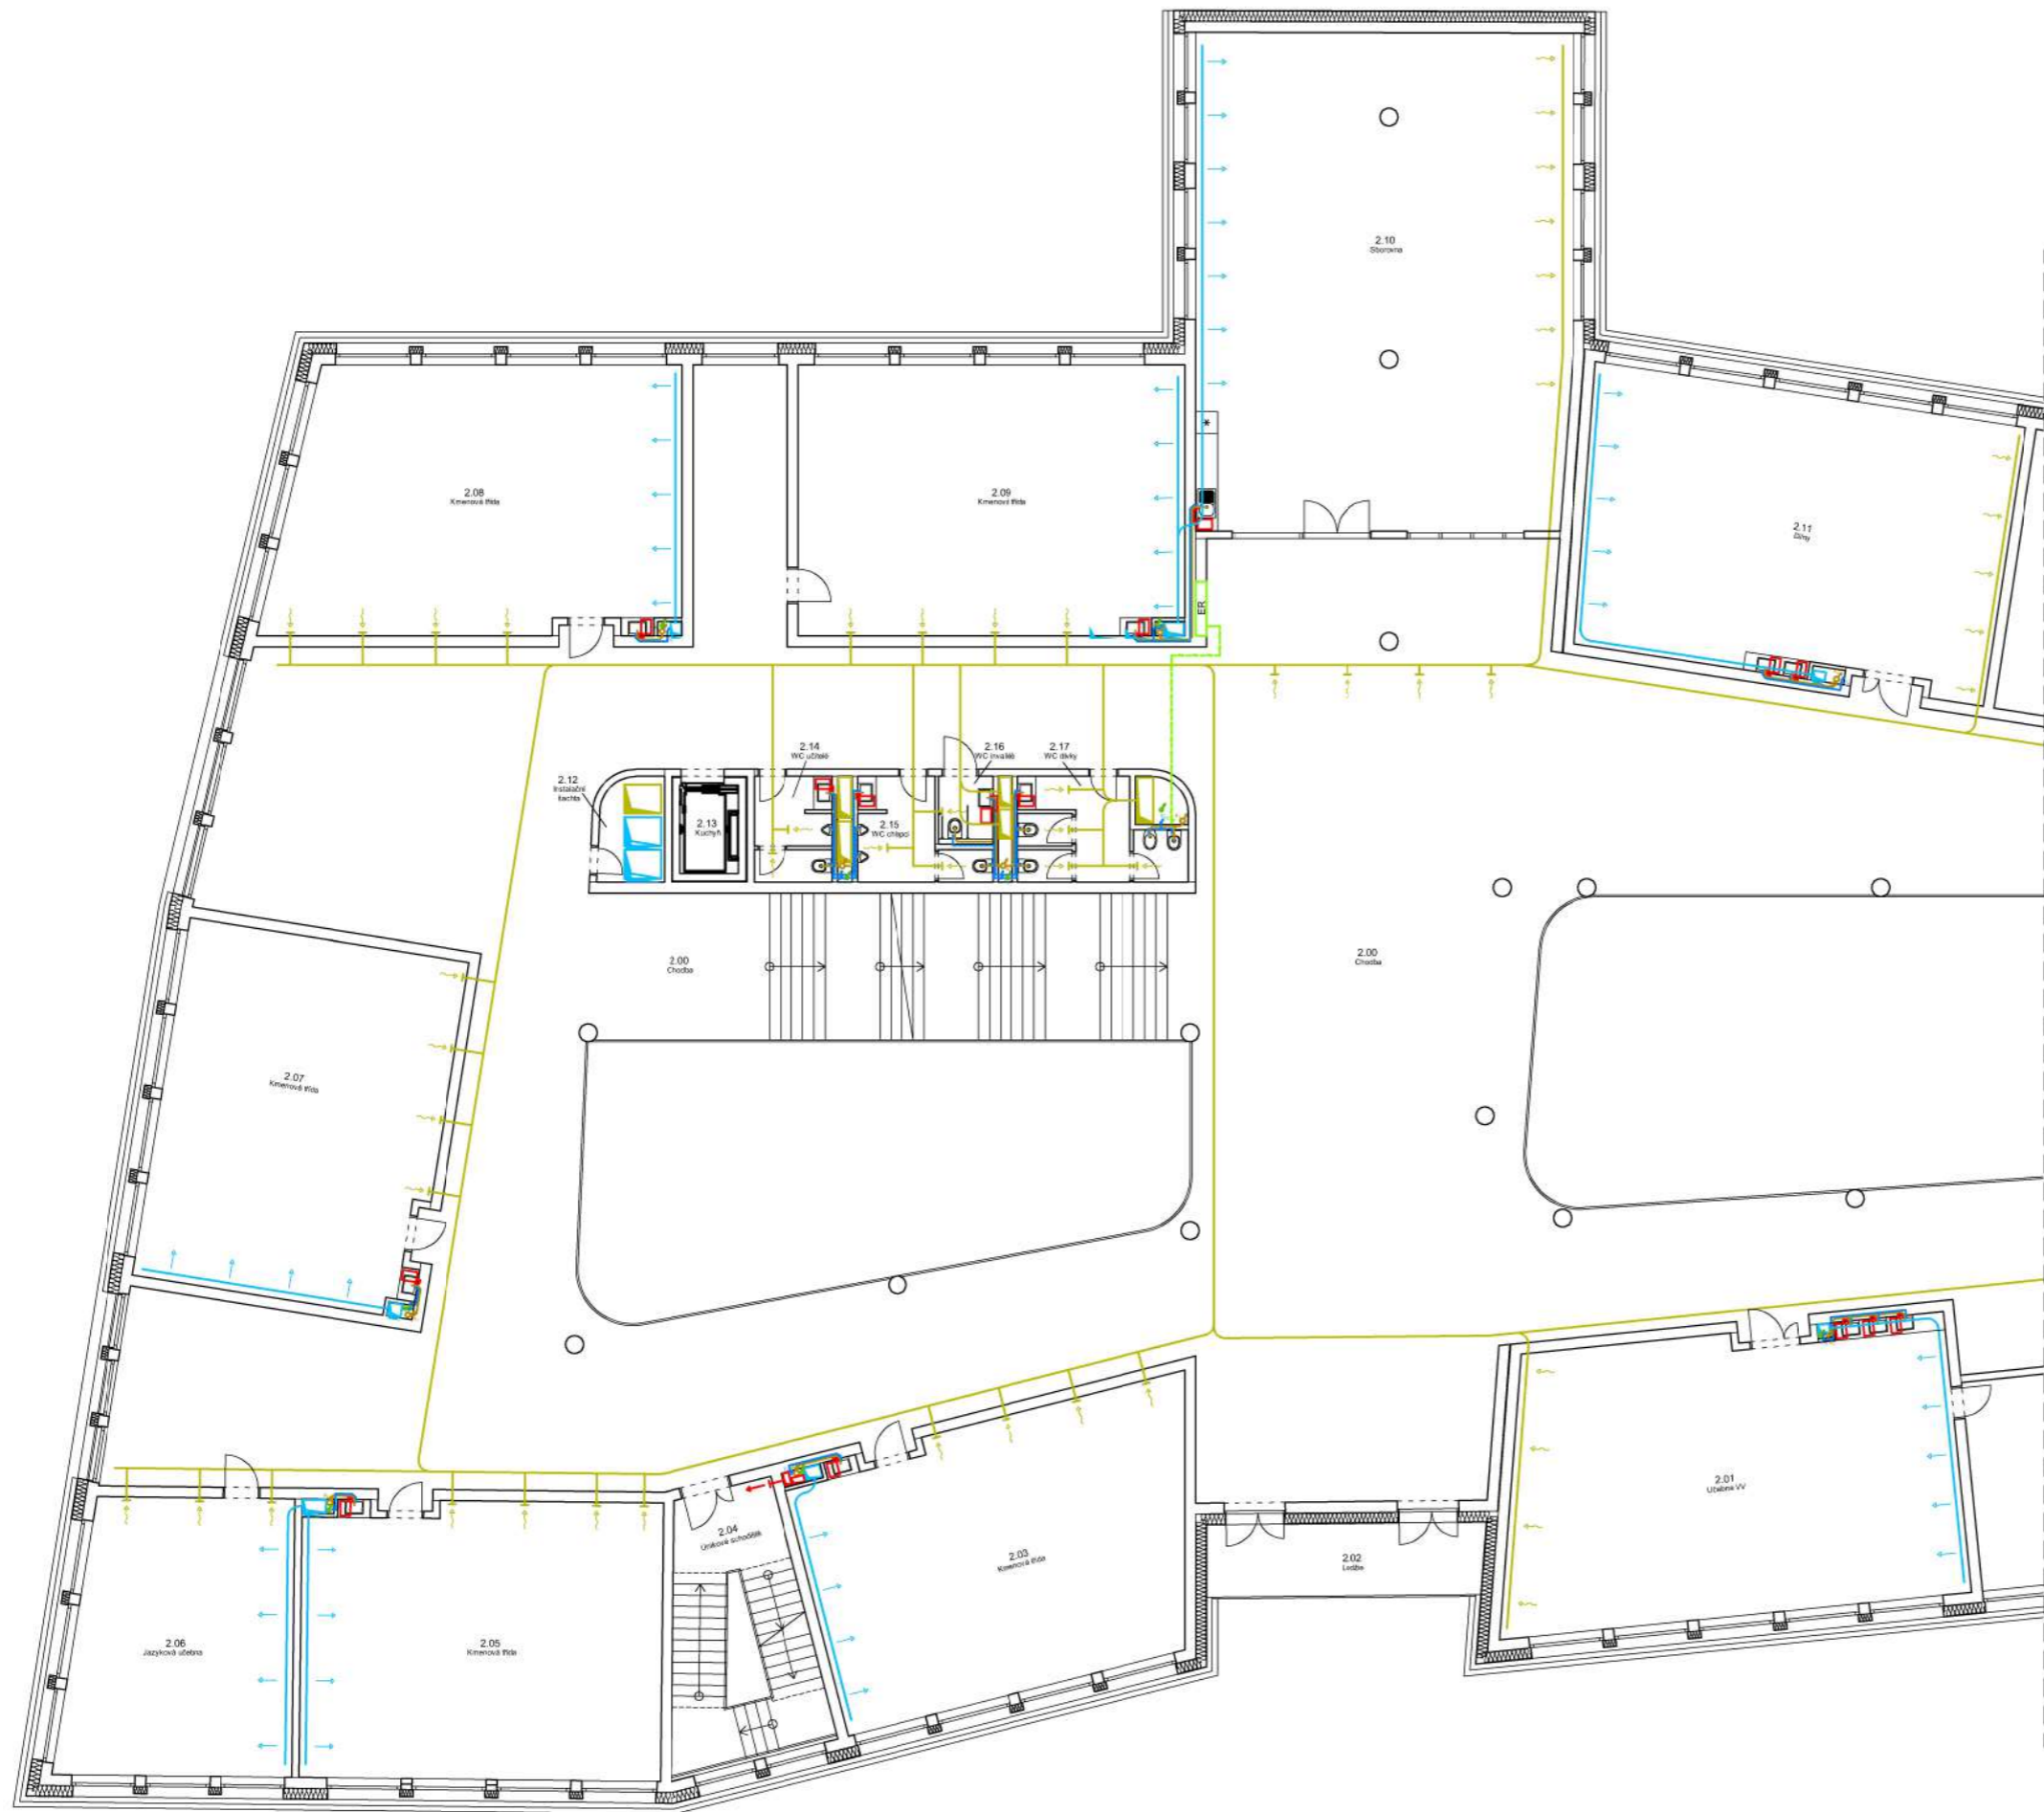 2.10
Sborovna
2.08
Kmenová třída
2.09
Kmenová třída
2.11
Dílny
ER
2.14
WC učitelé
2.16
WC invalidé
2.17
WC dívky
2.12
Instalační
šachta
2.13
Kuchyň
2.15
WC chlapci
2.00
Chodba
2.00
Chodba
2.07
Kmenová třída
2.01
Učebna VV
2.04
Únikové schodiště
2.03
Kmenová třída
2.02
Lodžie
2.06
Jazyková učebna
2.05
Kmenová třída